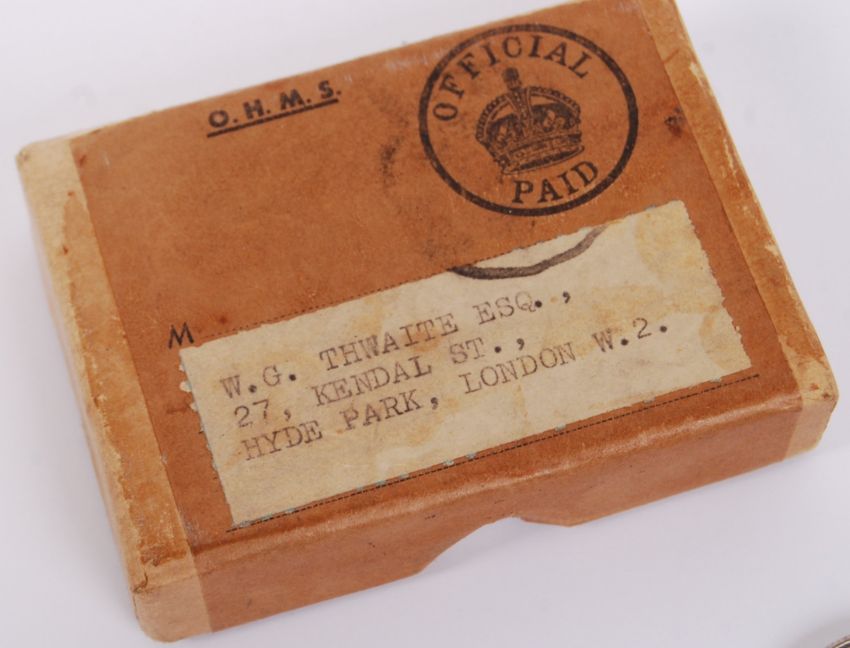 O.H.M.S.
OFFICIAL
PAID
M
W.G. THWAITE ESQ.,
27, KENDAL ST.,
HYDE PARK, LONDON W.2.